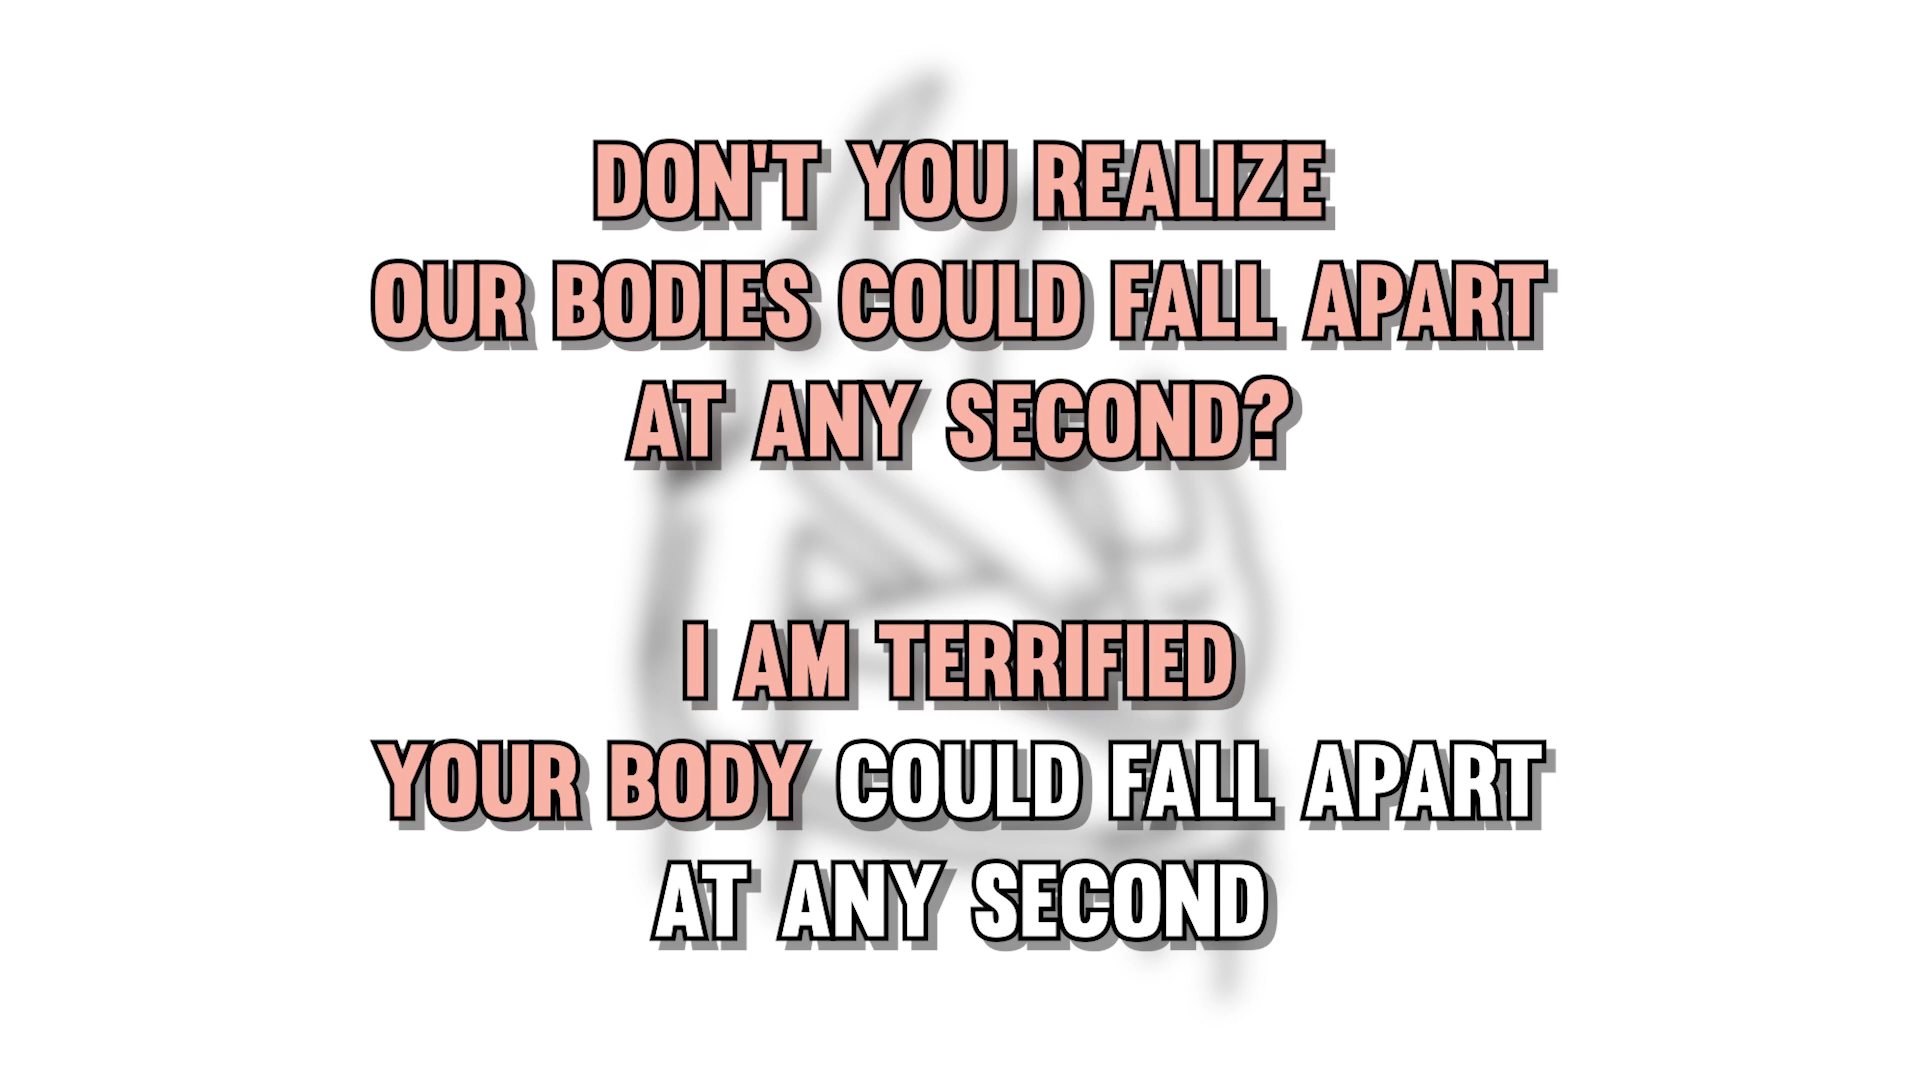 DON'T YOU REALIZE
OUR BODIES COULD FALL APART
AT ANY SECOND?
I AM TERRIFIED
YOUR BODY COULD FALL APART
AT ANY SECOND